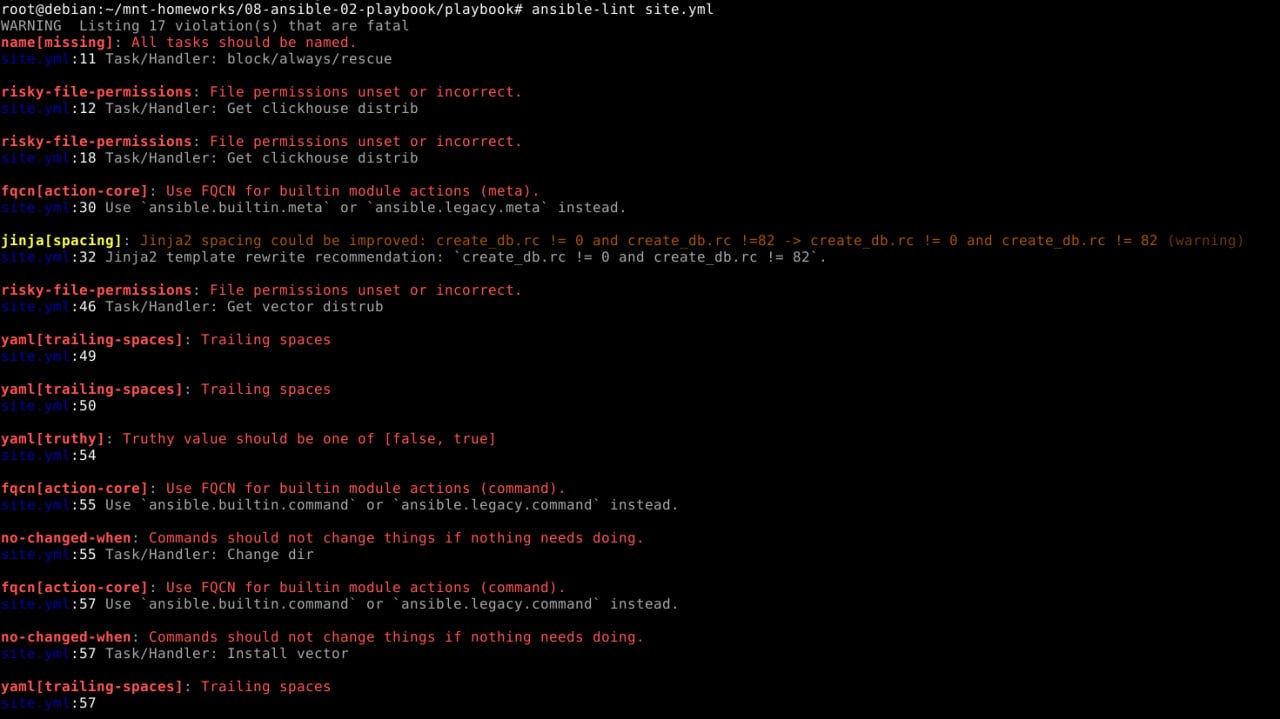 root@debian:~/mnt-homeworks/08-ansible-02-playbook/playbook# ansible-lint site.yml
WARNING  Listing 17 violation(s) that are fatal
name[missing]: All tasks should be named.
site.yml:11 Task/Handler: block/always/rescue
risky-file-permissions: File permissions unset or incorrect.
site.yml:12 Task/Handler: Get clickhouse distrib
risky-file-permissions: File permissions unset or incorrect.
site.yml:18 Task/Handler: Get clickhouse distrib
fqcn[action-core]: Use FQCN for builtin module actions (meta).
site.yml:30 Use `ansible.builtin.meta` or `ansible.legacy.meta` instead.
jinja[spacing]: Jinja2 spacing could be improved: create_db.rc != 0 and create_db.rc !=82 -> create_db.rc != 0 and create_db.rc != 82 (warning)
site.yml:32 Jinja2 template rewrite recommendation: `create_db.rc != 0 and create_db.rc != 82`.
risky-file-permissions: File permissions unset or incorrect.
site.yml:46 Task/Handler: Get vector distrub
yaml[trailing-spaces]: Trailing spaces
site.yml:49
yaml[trailing-spaces]: Trailing spaces
site.yml:50
yaml[truthy]: Truthy value should be one of [false, true]
site.yml:54
fqcn[action-core]: Use FQCN for builtin module actions (command).
site.yml:55 Use `ansible.builtin.command` or `ansible.legacy.command` instead.
no-changed-when: Commands should not change things if nothing needs doing.
site.yml:55 Task/Handler: Change dir
fqcn[action-core]: Use FQCN for builtin module actions (command).
site.yml:57 Use `ansible.builtin.command` or `ansible.legacy.command` instead.
no-changed-when: Commands should not change things if nothing needs doing.
site.yml:57 Task/Handler: Install vector
yaml[trailing-spaces]: Trailing spaces
site.yml:57